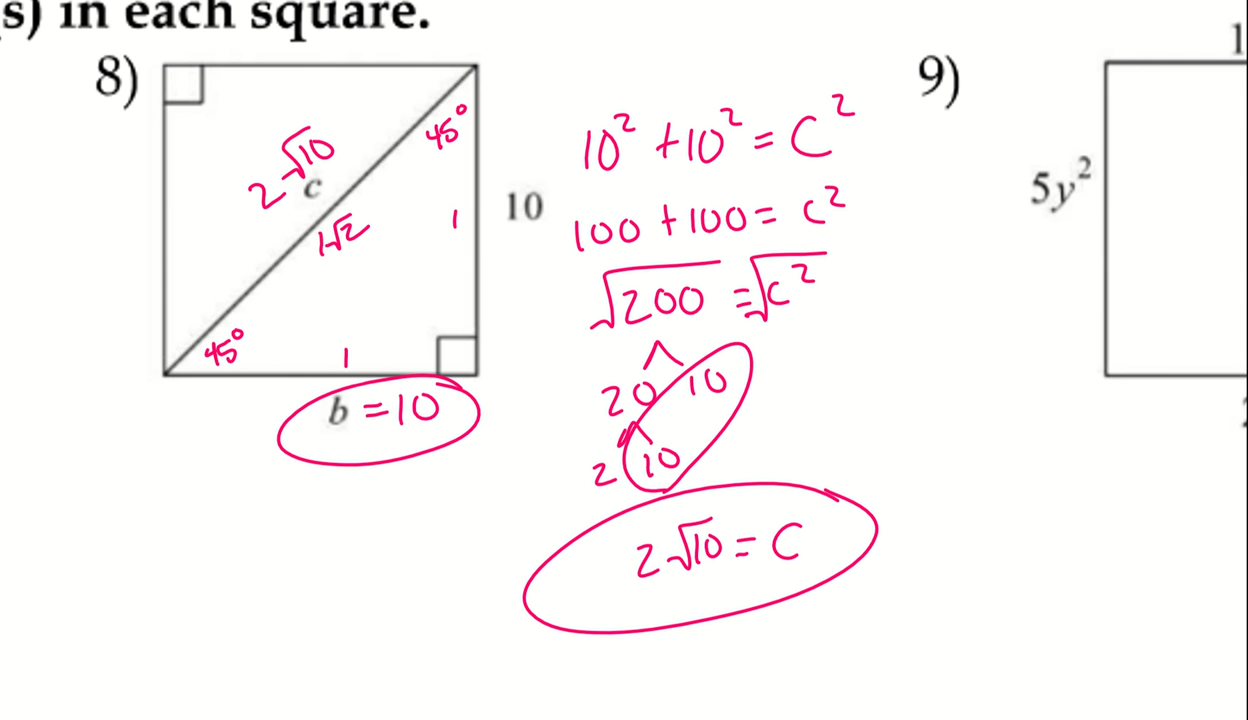 s) in each square.
8)
9)
1
2√10
c
1√2
45°
45°
1
1
10
b = 10
10² + 10² = C²
100 + 100 = c²
√200 = √c²
20 10
2 10
2√10 = C
5y²